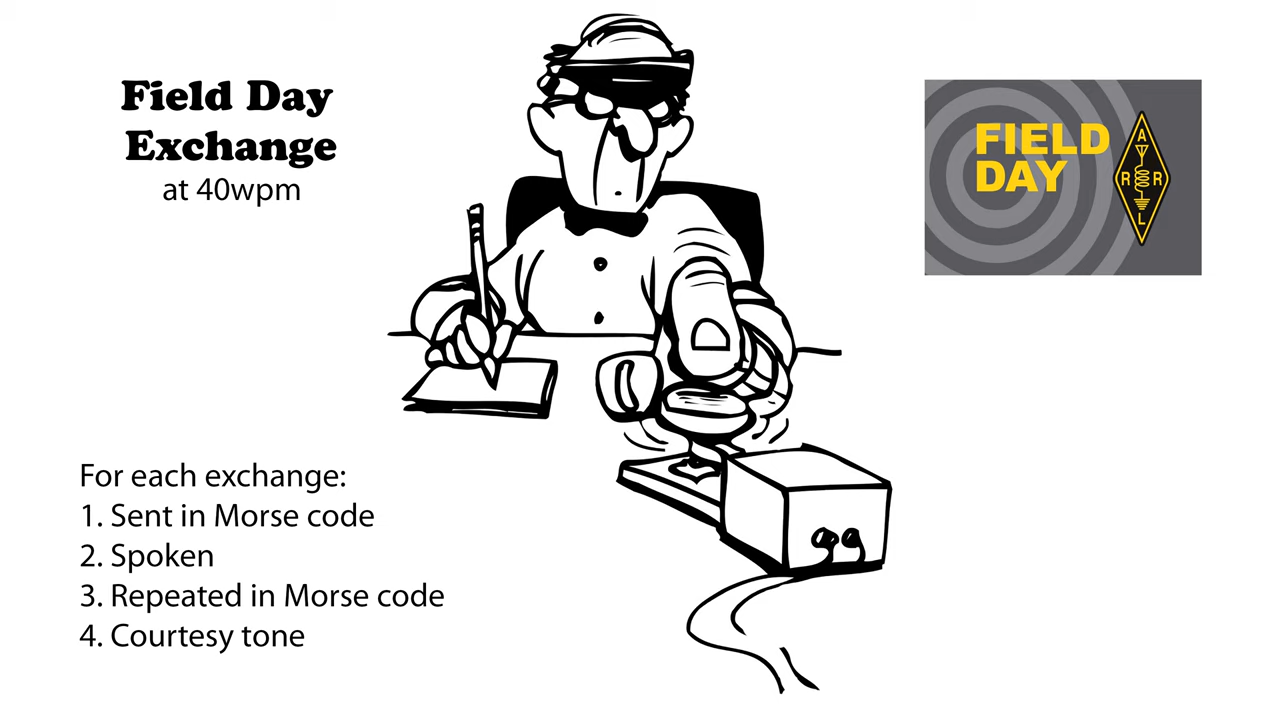 Field Day
Exchange
at 40wpm
FIELD
DAY
A
R R
L
For each exchange:
1. Sent in Morse code
2. Spoken
3. Repeated in Morse code
4. Courtesy tone